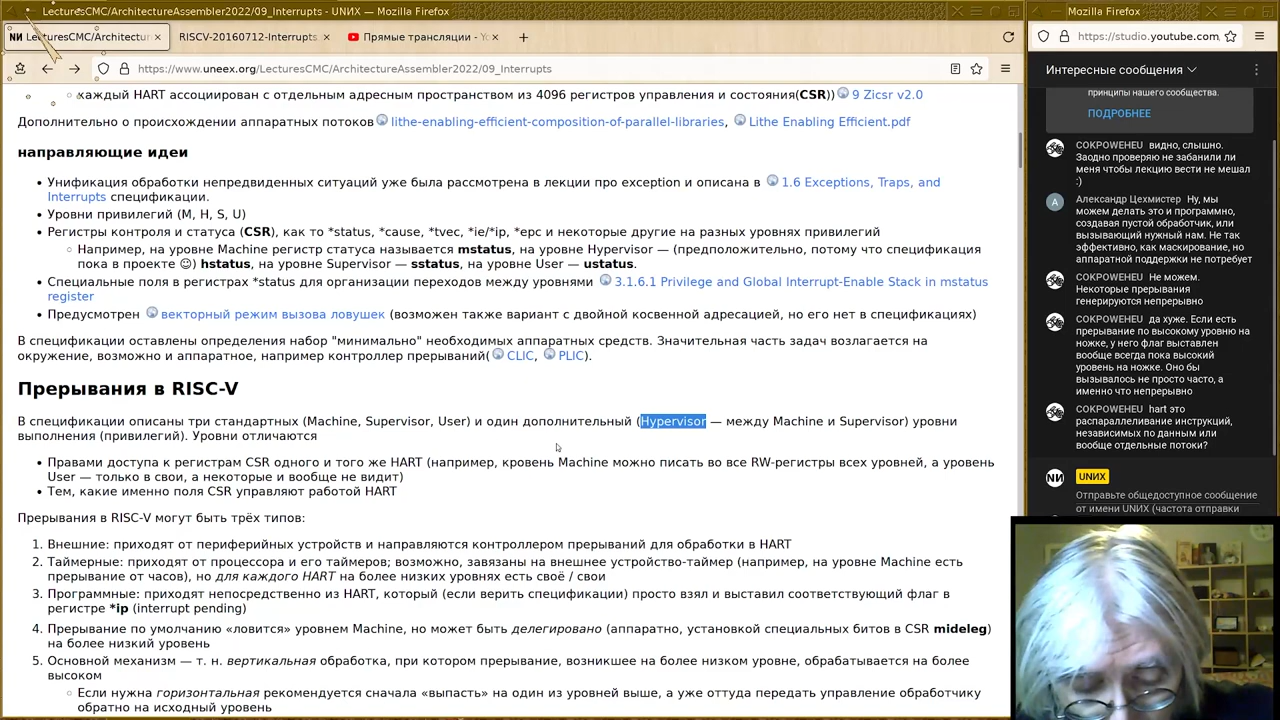 LecturesCMC/ArchitectureAssembler2022/09_Interrupts - UNИX — Mozilla Firefox
Mozilla Firefox
LecturesCMC/Architectur
RISCV-20160712-Interrupts.
Прямые трансляции - Yo
https://www.uneex.org/LecturesCMC/ArchitectureAssembler2022/09_Interrupts
https://studio.youtube.com
каждый HART ассоциирован с отдельным адресным пространством из 4096 регистров управления и состояния(CSR)) 9 Zicsr v2.0
Дополнительно о происхождении аппаратных потоков lithe-enabling-efficient-composition-of-parallel-libraries, Lithe Enabling Efficient.pdf
направляющие идеи
Унификация обработки непредвиденных ситуаций уже была рассмотрена в лекции про exception и описана в 1.6 Exceptions, Traps, and
Interrupts спецификации.
Уровни привилегий (M, H, S, U)
Регистры контроля и статуса (CSR), как то *status, *cause, *tvec, *ie/*ip, *epc и некоторые другие на разных уровнях привилегий
Например, на уровне Machine регистр статуса называется mstatus, на уровне Hypervisor — (предположительно, потому что спецификация
пока в проекте ☺) hstatus, на уровне Supervisor — sstatus, на уровне User — ustatus.
Специальные поля в регистрах *status для организации переходов между уровнями 3.1.6.1 Privilege and Global Interrupt-Enable Stack in mstatus
register
Предусмотрен векторный режим вызова ловушек (возможен также вариант с двойной косвенной адресацией, но его нет в спецификациях)
В спецификации оставлены определения набор "минимально" необходимых аппаратных средств. Значительная часть задач возлагается на
окружение, возможно и аппаратное, например контроллер прерываний( CLIC, PLIC).
Прерывания в RISC-V
В спецификации описаны три стандартных (Machine, Supervisor, User) и один дополнительный (Hypervisor — между Machine и Supervisor) уровни
выполнения (привилегий). Уровни отличаются
Правами доступа к регистрам CSR одного и того же HART (например, кровень Machine можно писать во все RW-регистры всех уровней, а уровень
User — только в свои, а некоторые и вообще не видит)
Тем, какие именно поля CSR управляют работой HART
Прерывания в RISC-V могут быть трёх типов:
1. Внешние: приходят от периферийных устройств и направляются контроллером прерываний для обработки в HART
2. Таймерные: приходят от процессора и его таймеров; возможно, завязаны на внешнее устройство-таймер (например, на уровне Machine есть
прерывание от часов), но для каждого HART на более низких уровнях есть своё / свои
3. Программные: приходят непосредственно из HART, который (если верить спецификации) просто взял и выставил соответствующий флаг в
регистре *ip (interrupt pending)
4. Прерывание по умолчанию «ловится» уровнем Machine, но может быть делегировано (аппаратно, установкой специальных битов в CSR mideleg)
на более низкий уровень
5. Основной механизм — т. н. вертикальная обработка, при котором прерывание, возникшее на более низком уровне, обрабатывается на более
высоком
Если нужна горизонтальная рекомендуется сначала «выпасть» на один из уровней выше, а уже оттуда передать управление обработчику
обратно на исходный уровень
Интересные сообщения
принципы нашего сообщества.
ПОДРОБНЕЕ
COKPOWEHEU видно, слышно.
Заодно проверяю не забанили ли
меня чтобы лекцию вести не мешал
:)
А
Александр Цехмистер Ну, мы
можем делать это и программно,
создавая пустой обработчик, или
вызывающий нужный нам. Не так
эффективно, как маскирование, но
аппаратной поддержки не потребует
COKPOWEHEU Не можем.
Некоторые прерывания
генерируются непрерывно
COKPOWEHEU да хуже. Если есть
прерывание по высокому уровню на
ножке, у него флаг выставлен
вообще всегда пока высокий
уровень на ножке. Оно бы
вызывалось не просто часто, а
именно что непрерывно
COKPOWEHEU hart это
распараллеливание инструкций,
независимых по данным или
вообще отдельные потоки?
UNИX
Отправьте общедоступное сообщение
от имени UNИX (частота отправки